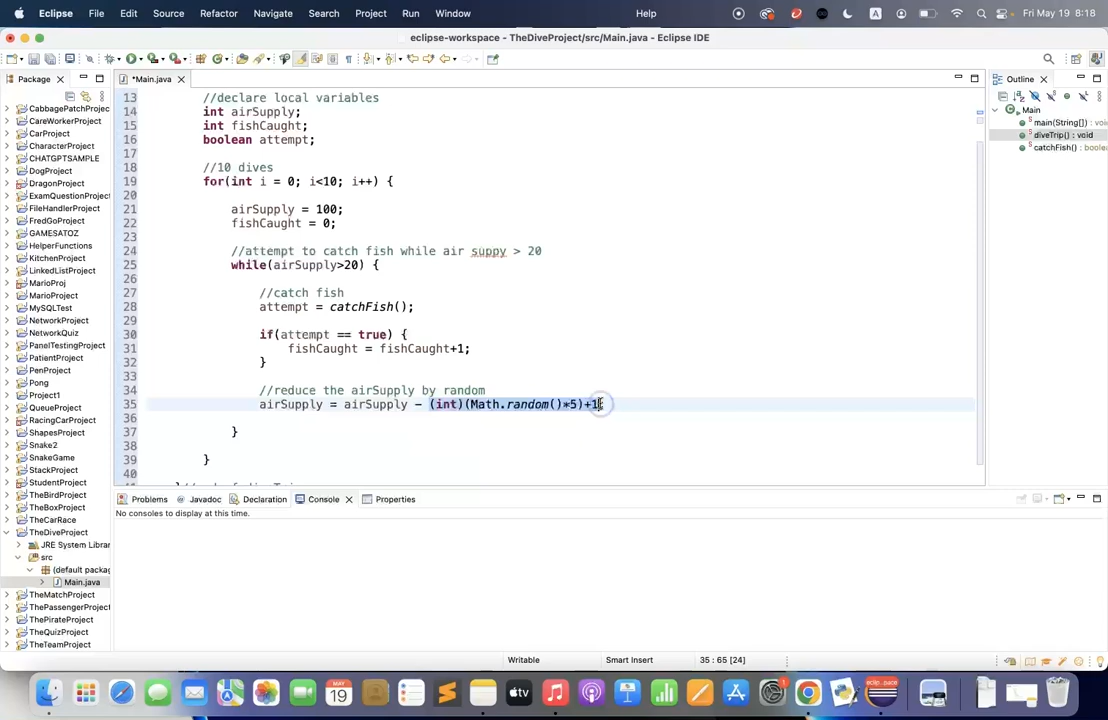 Eclipse File Edit Source Refactor Navigate Search Project Run Window Help A Fri May 19 8:18
eclipse-workspace - TheDiveProject/src/Main.java - Eclipse IDE
Package
*Main.java
Outline
CabbagePatchProjec
CareWorkerProject
CarProject
CharacterProject
CHATGPTSAMPLE
DogProject
DragonProject
ExamQuestionProject
FileHandlerProject
FredGoProject
GAMESATOZ
HelperFunctions
KitchenProject
LinkedListProject
MarioProj
MarioProject
MySQLTest
NetworkProject
NetworkQuiz
PanelTestingProject
PatientProject
PenProject
Pong
QueueProject
RacingCarProject
ShapesProject
Snake2
SnakeGame
StackProject
StudentProject
TheBirdProject
TheBoxProject
TheCarRace
TheDiveProject
JRE System Librar
src
(default packag
Main.java
TheMatchProject
ThePassengerProject
ThePirateProject
TheQuizProject
TheTeamProject
13 //declare local variables
14 int airSupply;
15 int fishCaught;
16 boolean attempt;
17
18 //10 dives
19 for(int i = 0; i<10; i++) {
20
21 airSupply = 100;
22 fishCaught = 0;
23
24 //attempt to catch fish while air suppy > 20
25 while(airSupply>20) {
26
27 //catch fish
28 attempt = catchFish();
29
30 if(attempt == true) {
31 fishCaught = fishCaught+1;
32 }
33
34 //reduce the airSupply by random
35 airSupply = airSupply - (int)(Math.random()*5)+1
36
37 }
38
39 }
40
Main
main(String[]) : vo
diveTrip() : void
catchFish() : boole
Problems Javadoc Declaration Console Properties
No consoles to display at this time.
Writable Smart Insert 35 : 65 [24]
MAY
19